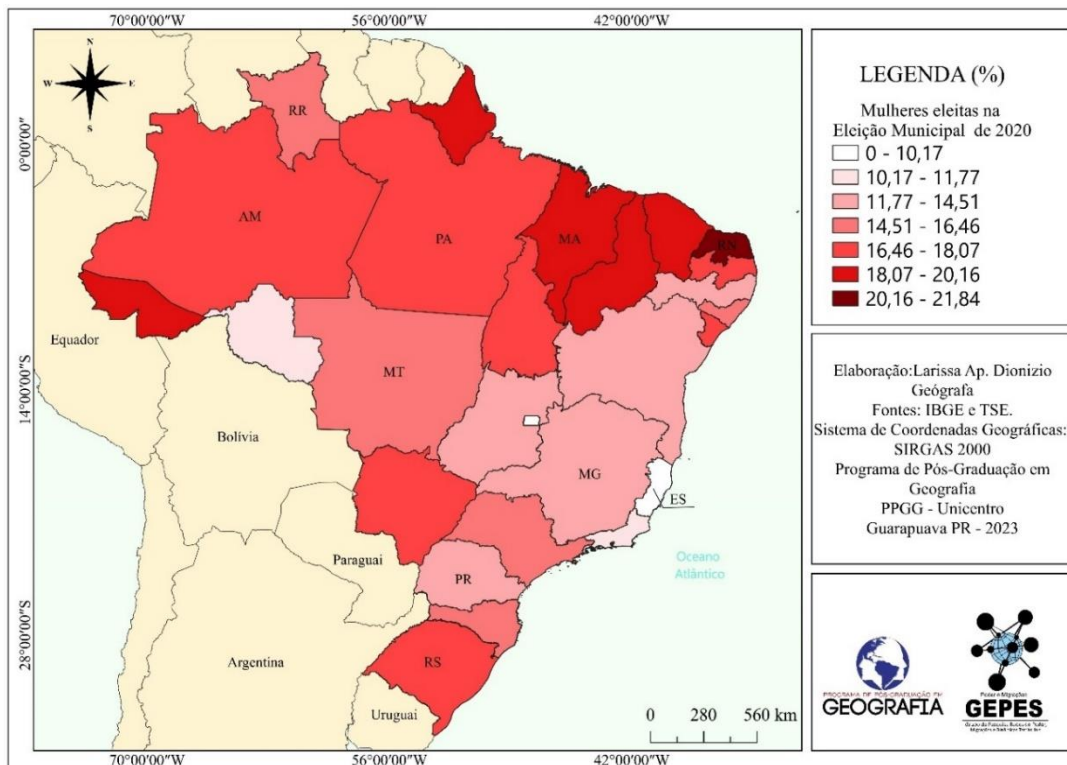 70°00'00"W
56°00'00"W
42°00'00"W
N
W
E
S
0°00'00"
14°00'00"S
28°00'00"S
RR
AM
PA
MA
RN
Equador
MT
Bolívia
MG
ES
Paraguai
PR
Oceano
Atlântico
Argentina
RS
Uruguai
0 280 560 km
70°00'00"W
56°00'00"W
42°00'00"W
LEGENDA (%)
Mulheres eleitas na
Eleição Municipal de 2020
0 - 10,17
10,17 - 11,77
11,77 - 14,51
14,51 - 16,46
16,46 - 18,07
18,07 - 20,16
20,16 - 21,84
Elaboração:Larissa Ap. Dionizio
Geógrafa
Fontes: IBGE e TSE.
Sistema de Coordenadas Geográficas:
SIRGAS 2000
Programa de Pós-Graduação em
Geografia
PPGG - Unicentro
Guarapuava PR - 2023
PROGRAMA DE PÓS-GRADUAÇÃO EM
GEOGRAFIA
GEPES